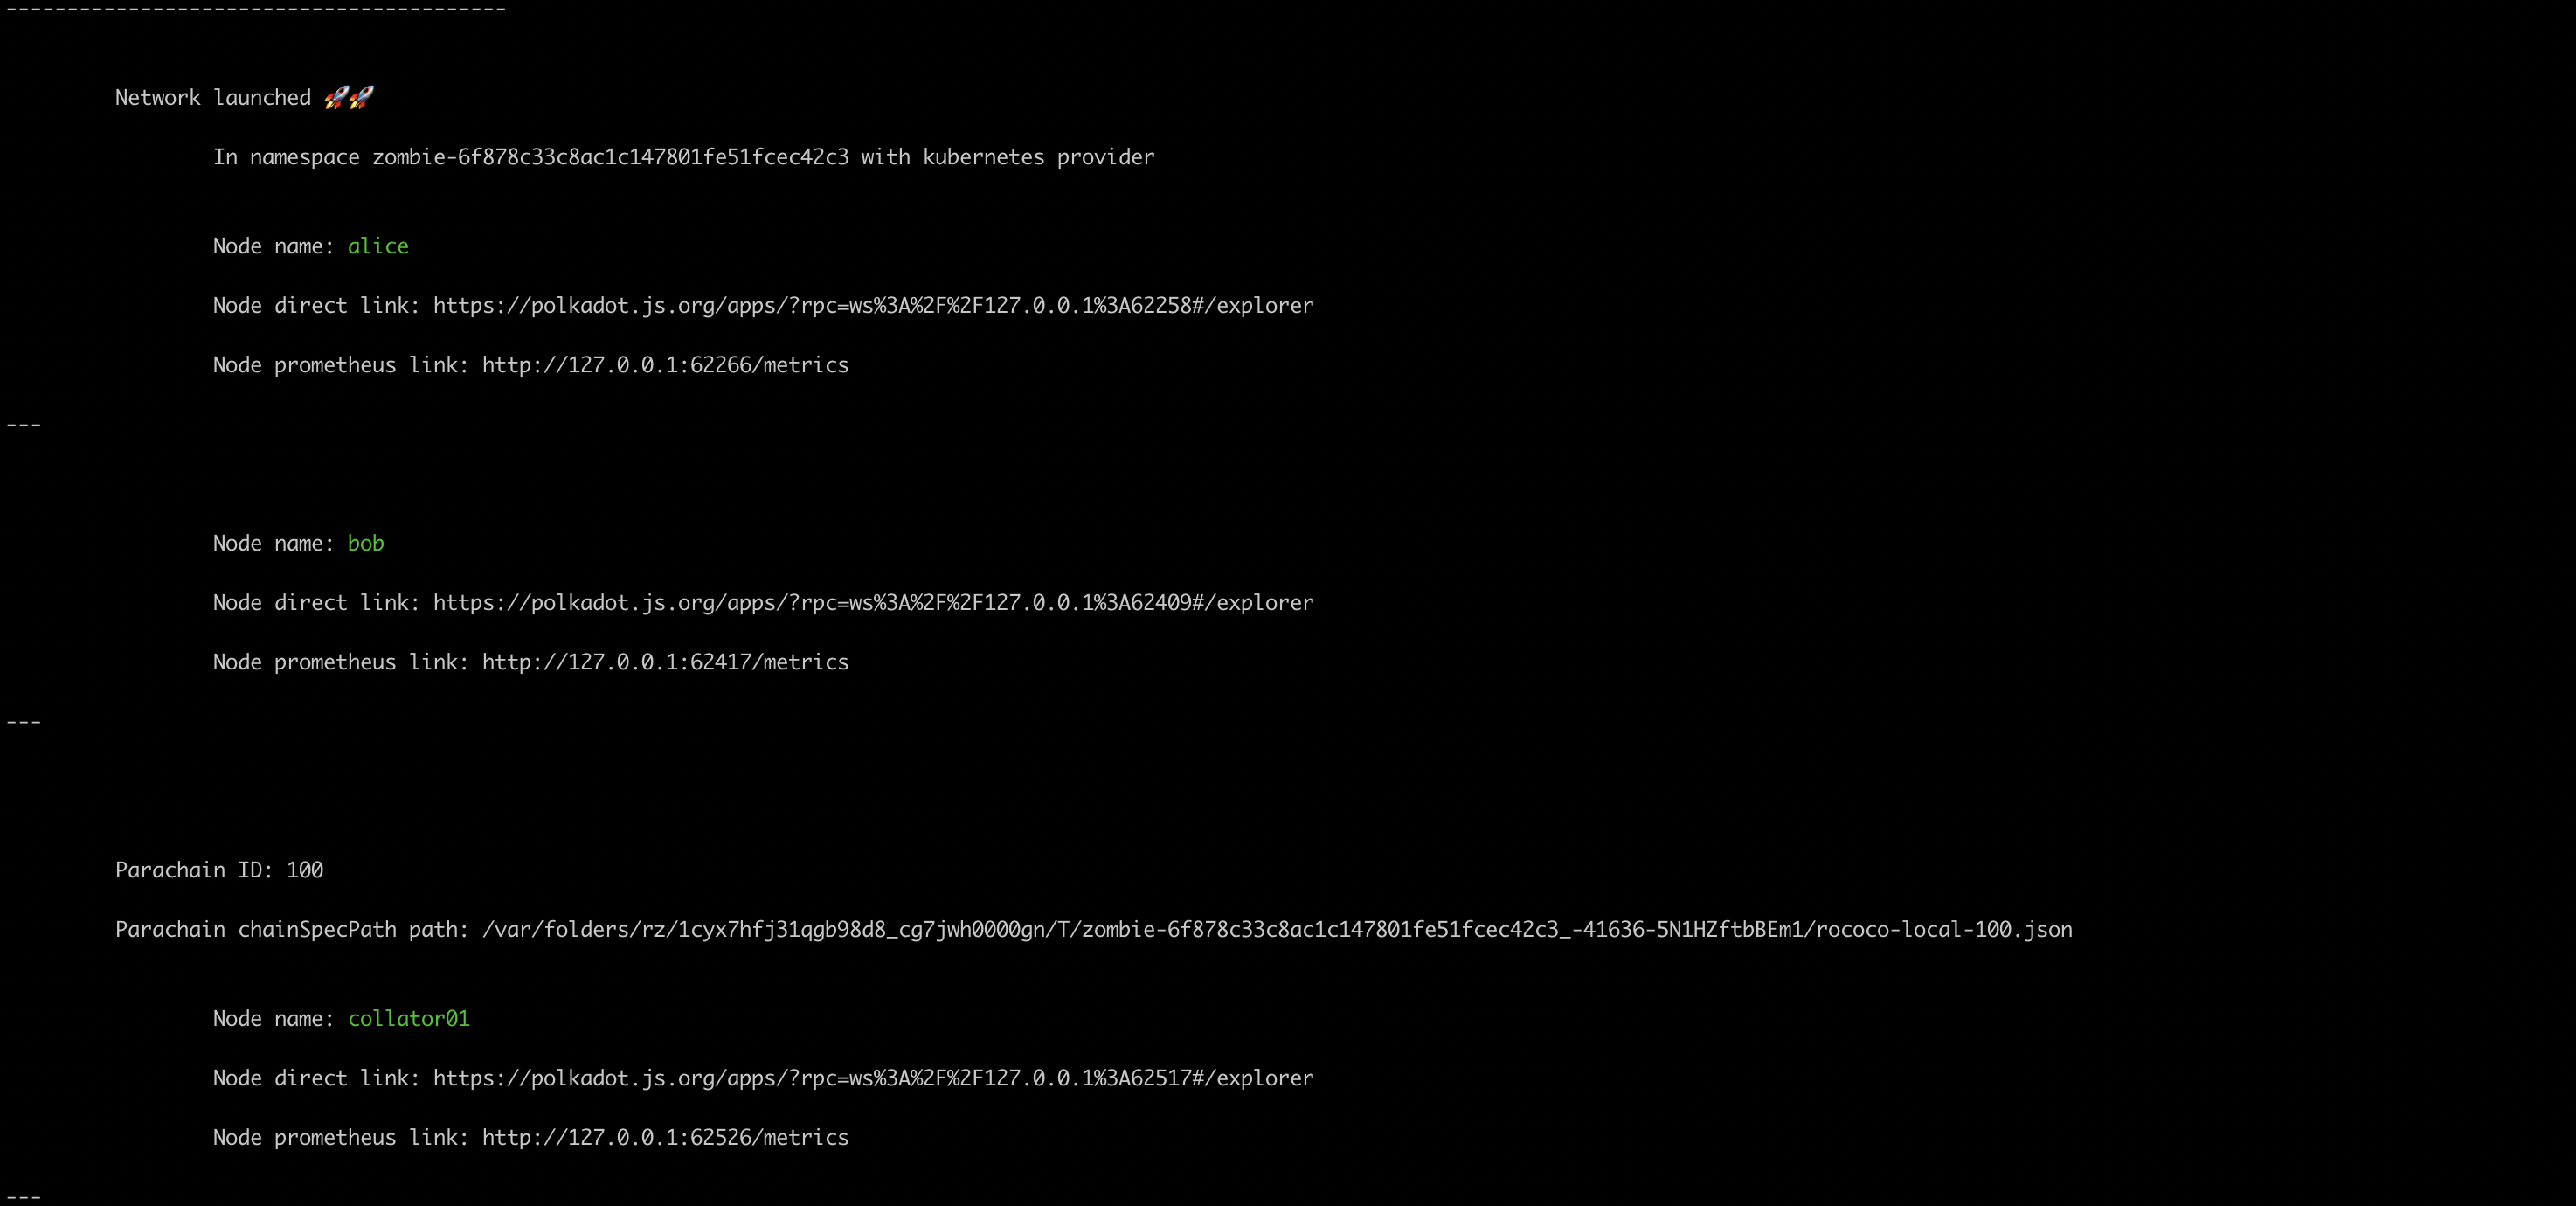 -----------------------------------------
Network launched 🚀🚀
In namespace zombie-6f878c33c8ac1c147801fe51fcec42c3 with kubernetes provider
Node name: alice
Node direct link: https://polkadot.js.org/apps/?rpc=ws%3A%2F%2F127.0.0.1%3A62258#/explorer
Node prometheus link: http://127.0.0.1:62266/metrics
---
Node name: bob
Node direct link: https://polkadot.js.org/apps/?rpc=ws%3A%2F%2F127.0.0.1%3A62409#/explorer
Node prometheus link: http://127.0.0.1:62417/metrics
---
Parachain ID: 100
Parachain chainSpecPath path: /var/folders/rz/1cyx7hfj31qgb98d8_cg7jwh0000gn/T/zombie-6f878c33c8ac1c147801fe51fcec42c3_-41636-5N1HZftbBEm1/rococo-local-100.json
Node name: collator01
Node direct link: https://polkadot.js.org/apps/?rpc=ws%3A%2F%2F127.0.0.1%3A62517#/explorer
Node prometheus link: http://127.0.0.1:62526/metrics
---